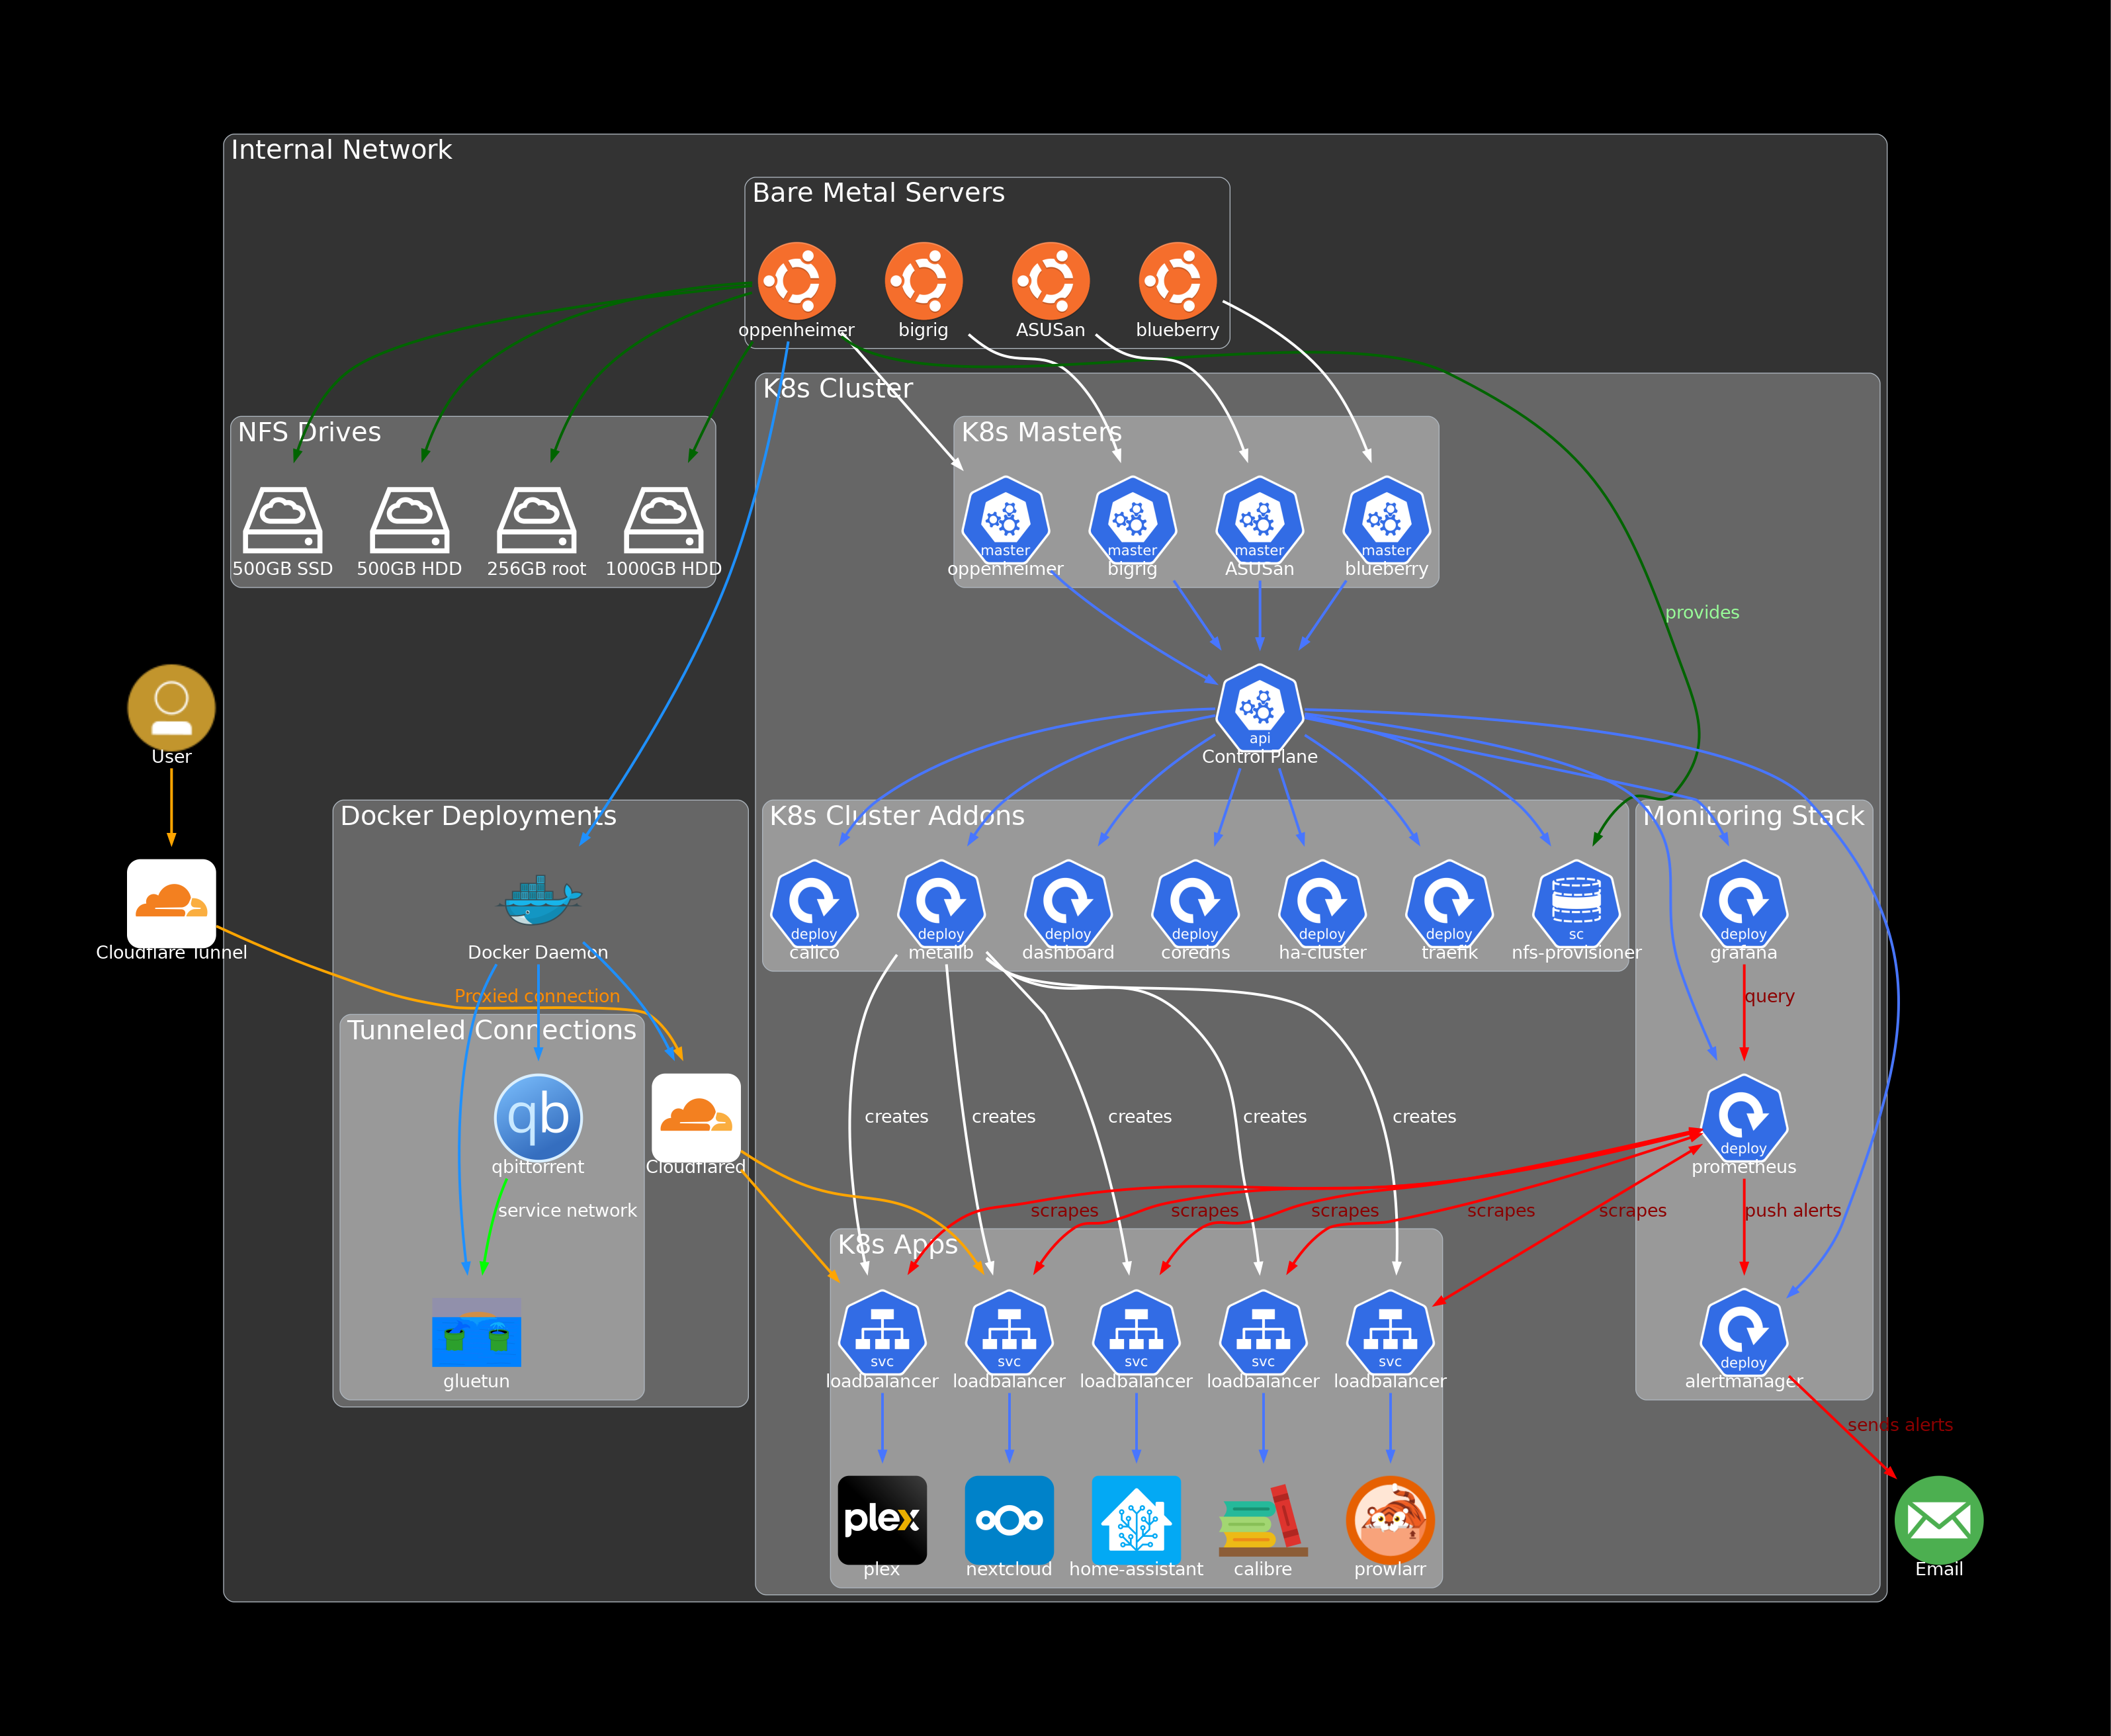 Internal Network
Bare Metal Servers
oppenheimer
bigrig
ASUSan
blueberry
K8s Cluster
NFS Drives
K8s Masters
500GB SSD
500GB HDD
256GB root
1000GB HDD
master
oppenheimer
master
bigrig
master
ASUSan
master
blueberry
provides
User
api
Control Plane
Docker Deployments
K8s Cluster Addons
Monitoring Stack
Cloudflare Tunnel
Docker Daemon
deploy
calico
deploy
metallb
deploy
dashboard
deploy
coredns
deploy
ha-cluster
deploy
traefik
sc
nfs-provisioner
deploy
grafana
Proxied connection
query
Tunneled Connections
qb
qbittorrent
Cloudflared
creates
creates
creates
creates
creates
deploy
prometheus
service network
scrapes
scrapes
scrapes
scrapes
scrapes
push alerts
K8s Apps
gluetun
svc
loadbalancer
svc
loadbalancer
svc
loadbalancer
svc
loadbalancer
svc
loadbalancer
deploy
alertmanager
sends alerts
plex
plex
nextcloud
home-assistant
calibre
prowlarr
Email